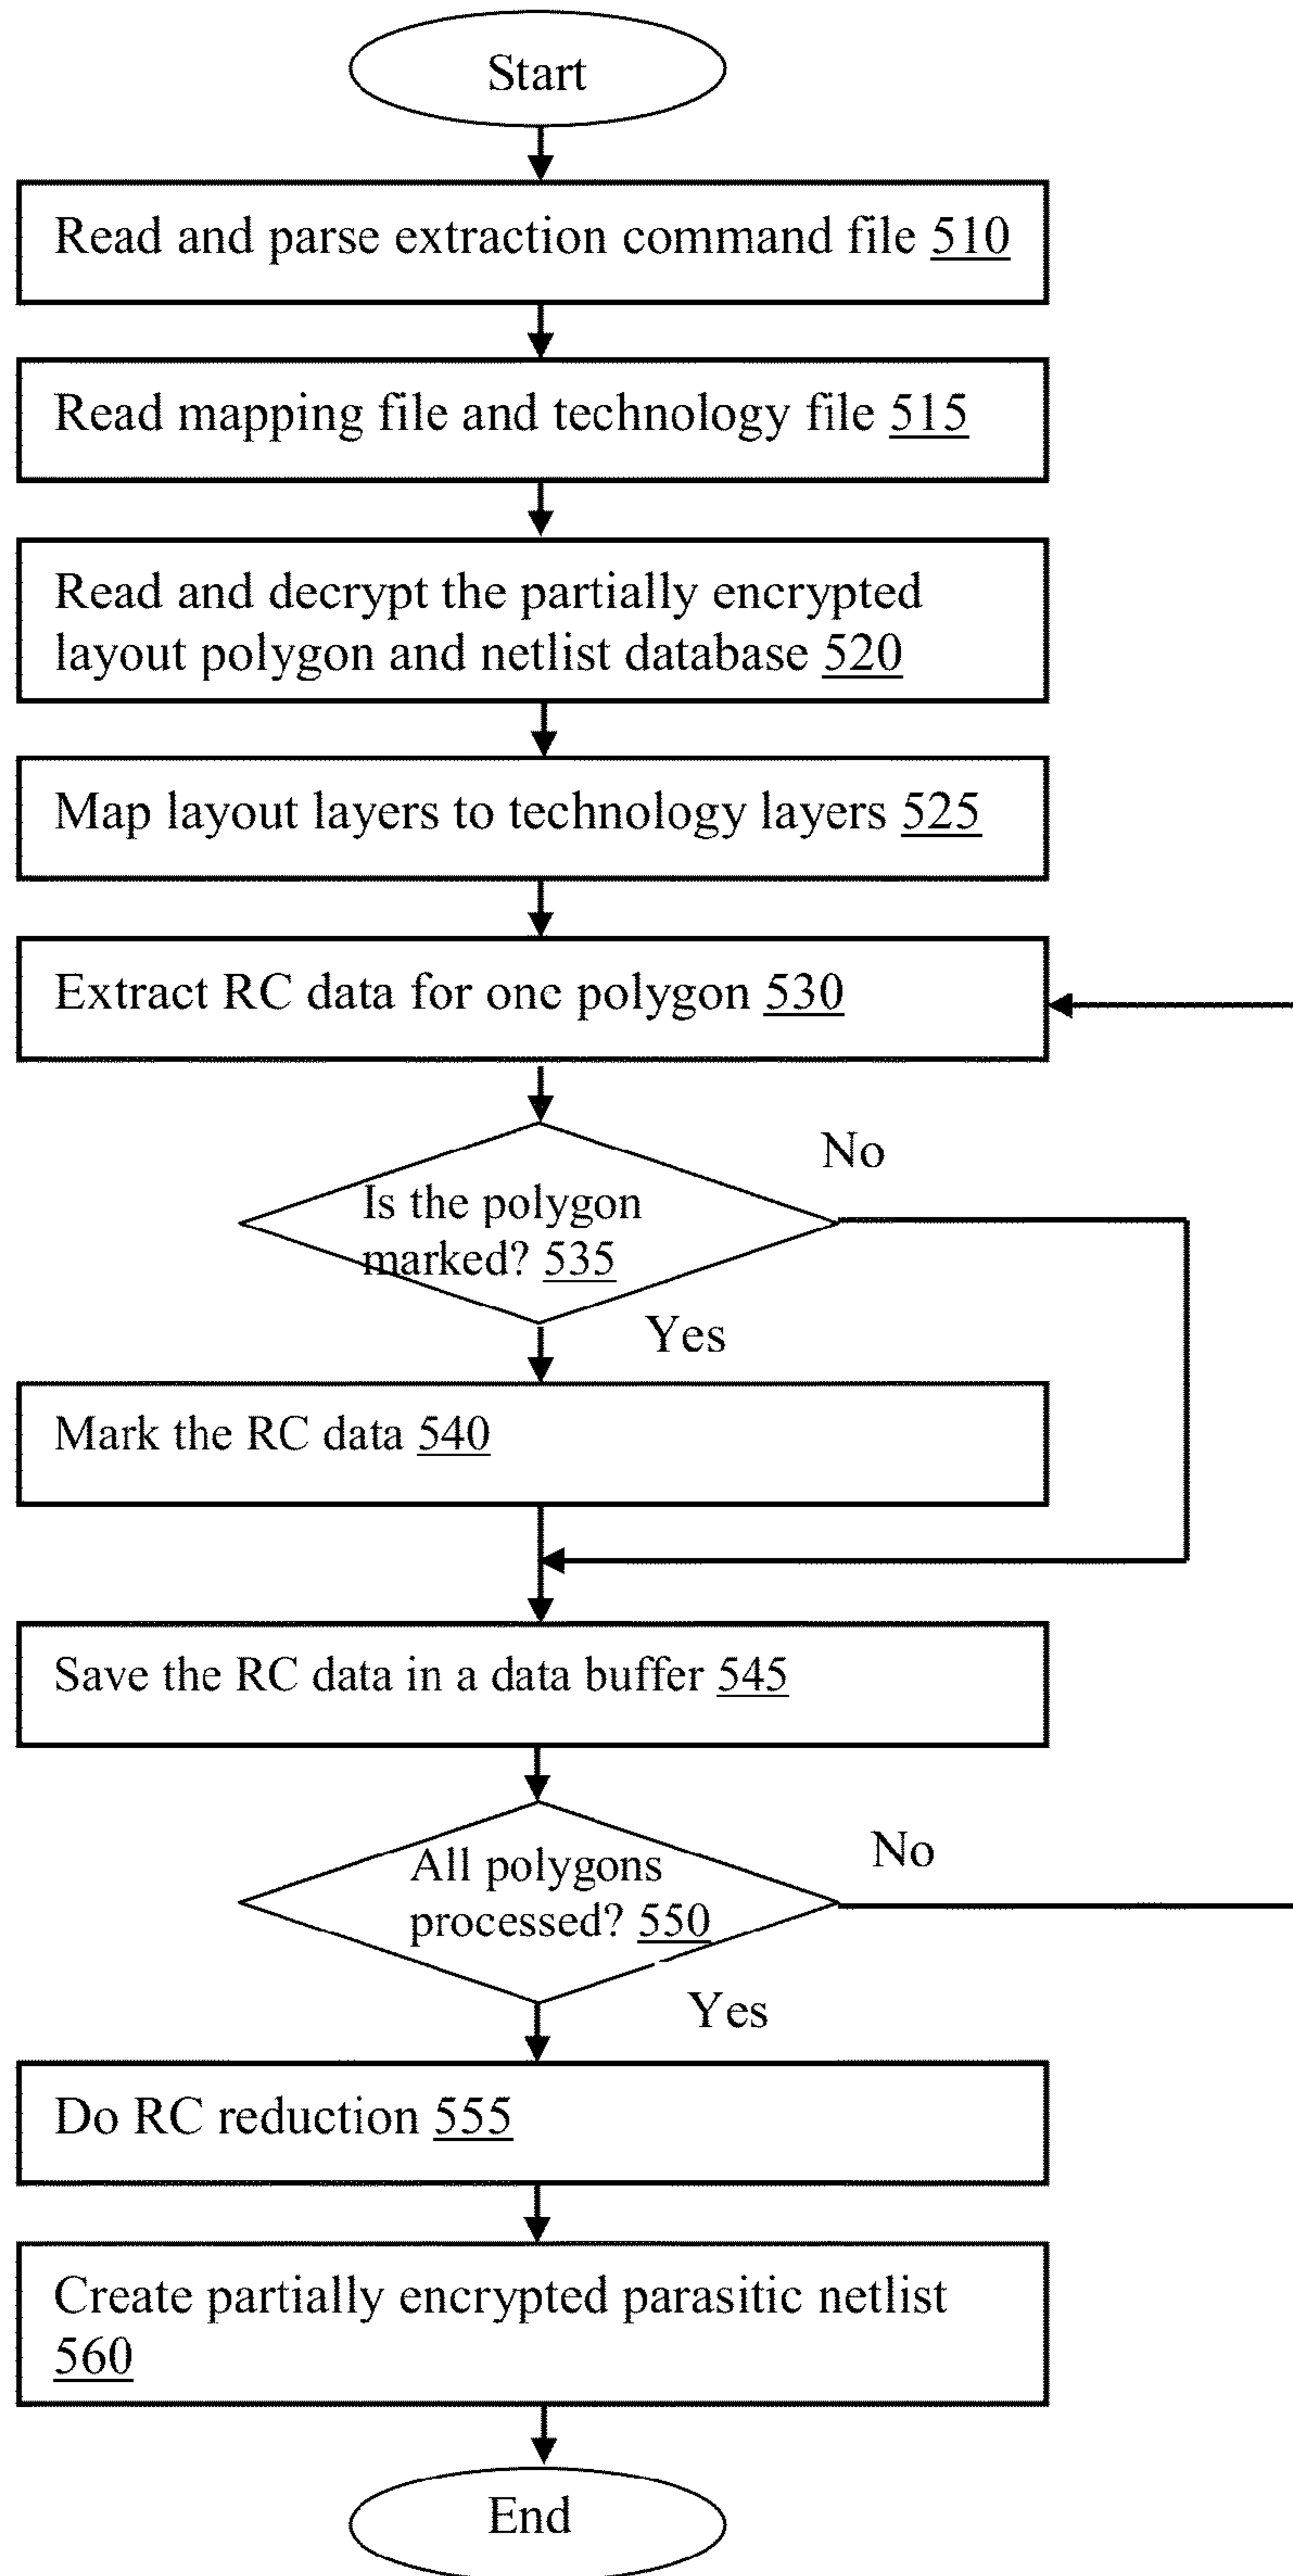 Start
Read and parse extraction command file 510
Read mapping file and technology file 515
Read and decrypt the partially encrypted
layout polygon and netlist database 520
Map layout layers to technology layers 525
Extract RC data for one polygon 530
No
Is the polygon
marked? 535
Yes
Mark the RC data 540
Save the RC data in a data buffer 545
No
All polygons
processed? 550
Yes
Do RC reduction 555
Create partially encrypted parasitic netlist
560
End